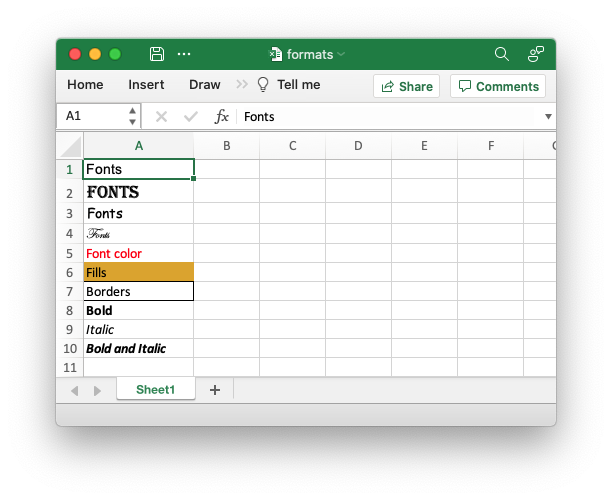 formats
Home Insert Draw Tell me Share Comments
A1 fx Fonts
A B C D E F
1 Fonts
2 FONTS
3 Fonts
4 Fonts
5 Font color
6 Fills
7 Borders
8 Bold
9 Italic
10 Bold and Italic
11
Sheet1 +